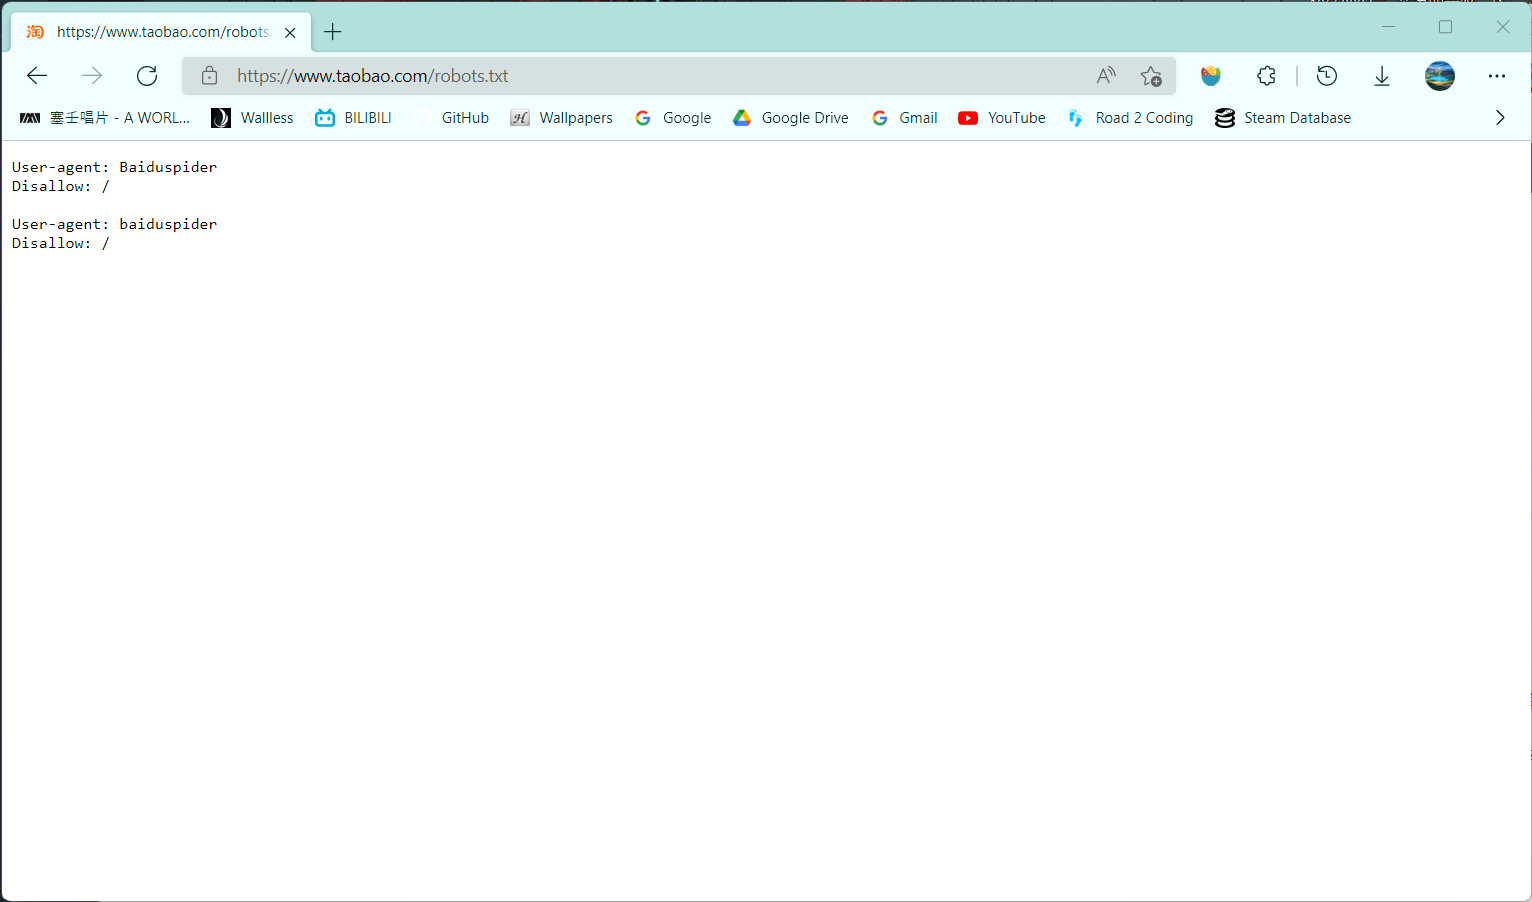 淘 https://www.taobao.com/robots.
https://www.taobao.com/robots.txt
塞壬唱片 - A WORL... Wallless BILIBILI GitHub Wallpapers Google Google Drive Gmail YouTube Road 2 Coding Steam Database
User-agent: Baiduspider
Disallow: /
User-agent: baiduspider
Disallow: /